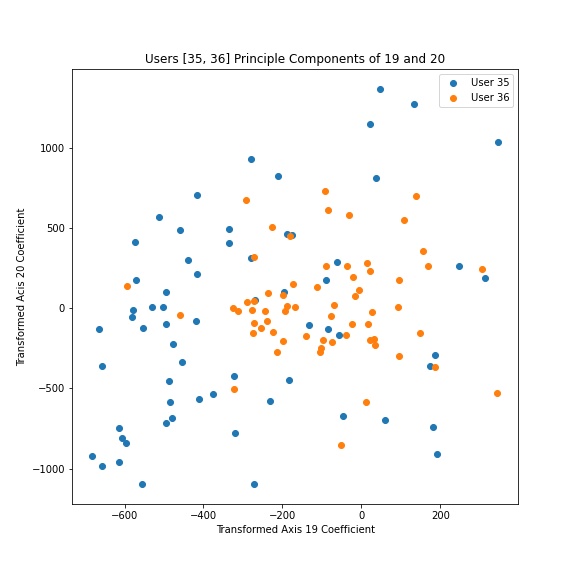 Users [35, 36] Principle Components of 19 and 20
User 35
User 36
Transformed Acis 20 Coefficient
1000
500
0
−500
−1000
−600
−400
−200
0
200
Transformed Axis 19 Coefficient